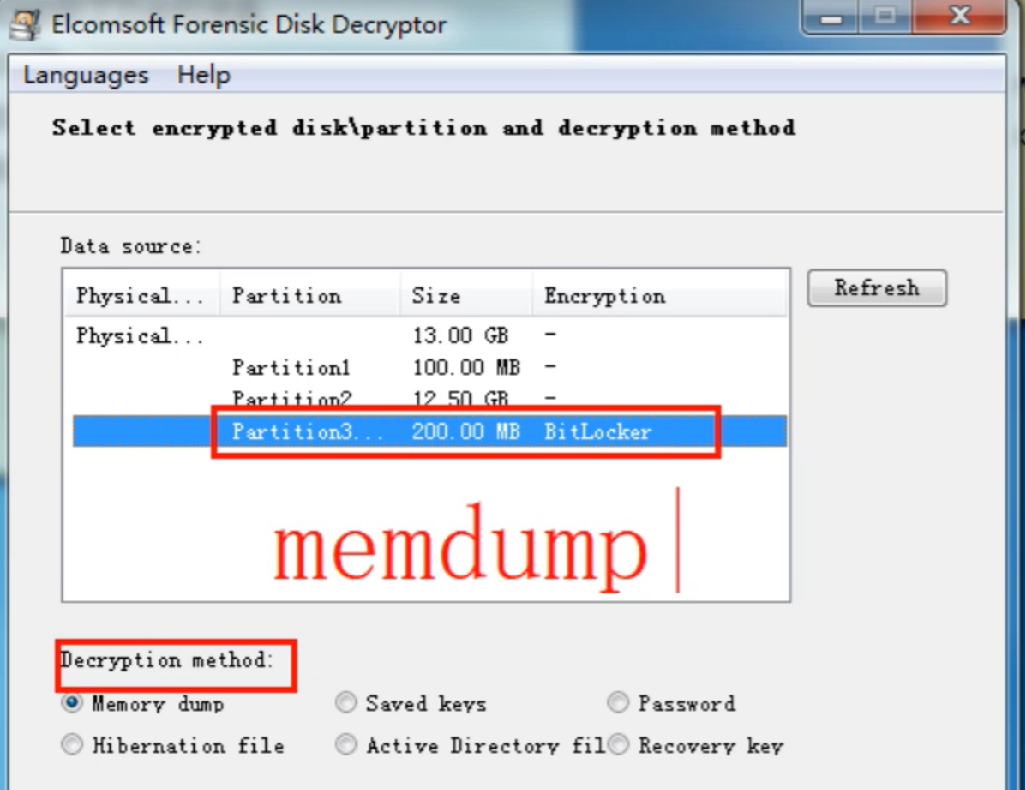 Elcomsoft Forensic Disk Decryptor
Languages Help
Select encrypted disk\partition and decryption method
Data source:
Physical... Partition Size Encryption
Refresh
Physical... 13.00 GB -
Partition1 100.00 MB -
Partition2 12.50 GB -
Partition3... 200.00 MB BitLocker
memdump
Decryption method:
Memory dump Saved keys Password
Hibernation file Active Directory fil Recovery key